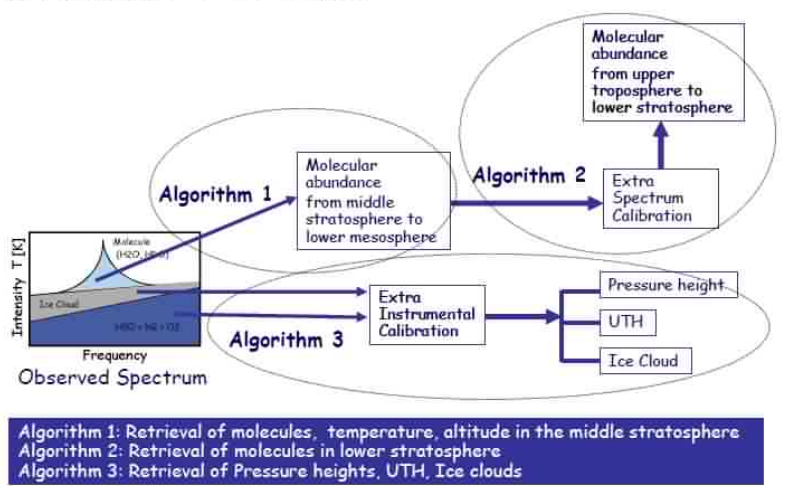 Molecular
abundance
from upper
troposphere to
lower stratosphere
Algorithm 2
Extra
Spectrum
Calibration
Molecular
abundance
from middle
stratosphere to
lower mesosphere
Algorithm 1
Intensity T [K]
Molecule
(H2O,
Ice Cloud
Frequency
Observed Spectrum
Extra
Instrumental
Calibration
Algorithm 3
Pressure height
UTH
Ice Cloud
Algorithm 1: Retrieval of molecules, temperature, altitude in the middle stratosphere
Algorithm 2: Retrieval of molecules in lower stratosphere
Algorithm 3: Retrieval of Pressure heights, UTH, Ice clouds